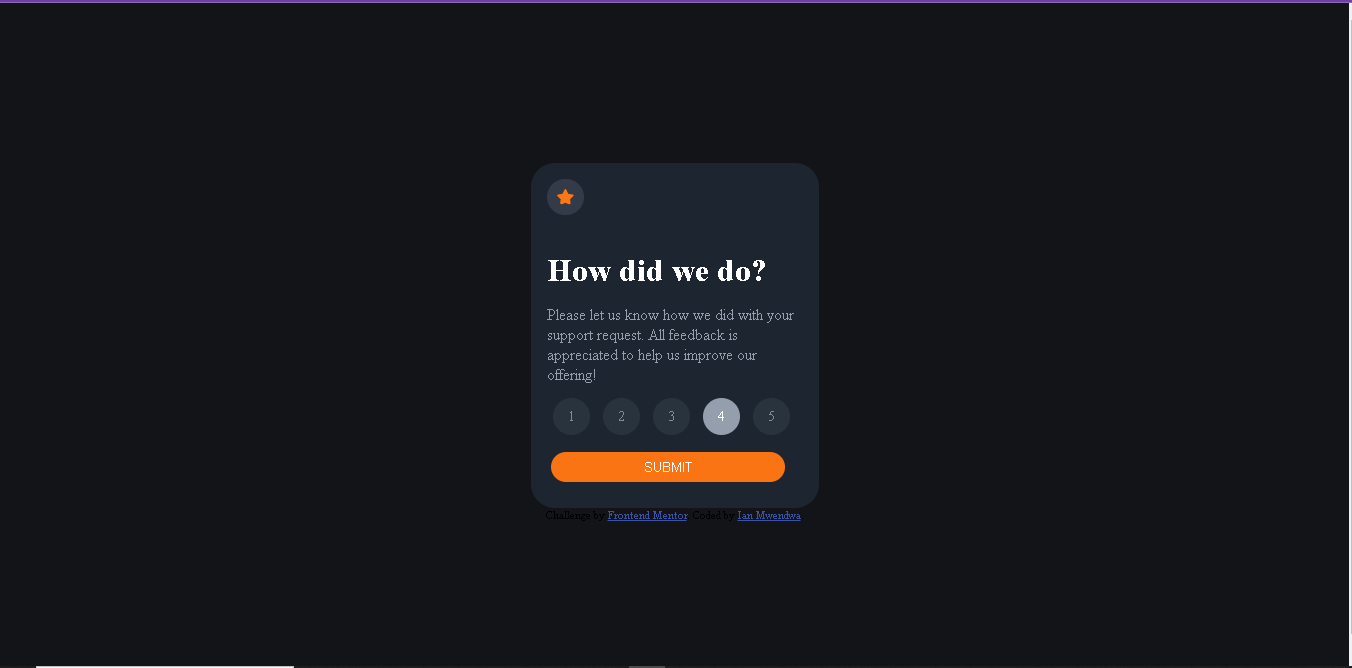 How did we do?
Please let us know how we did with your
support request. All feedback is
appreciated to help us improve our
offering!
1 2 3 4 5
SUBMIT
Challenge by Frontend Mentor. Coded by Ian Mwendwa